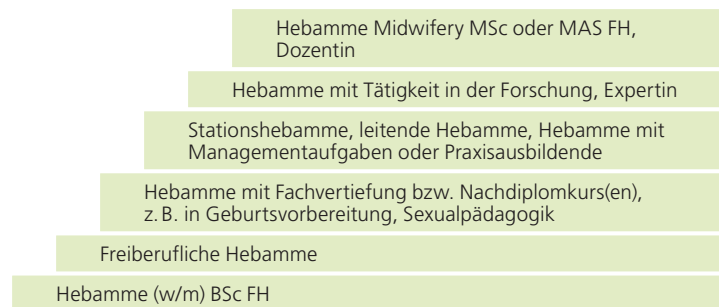 Hebamme Midwifery MSc oder MAS FH,
Dozentin
Hebamme mit Tätigkeit in der Forschung, Expertin
Stationshebamme, leitende Hebamme, Hebamme mit
Managementaufgaben oder Praxisausbildende
Hebamme mit Fachvertiefung bzw. Nachdiplomkurs(en),
z. B. in Geburtsvorbereitung, Sexualpädagogik
Freiberufliche Hebamme
Hebamme (w/m) BSc FH